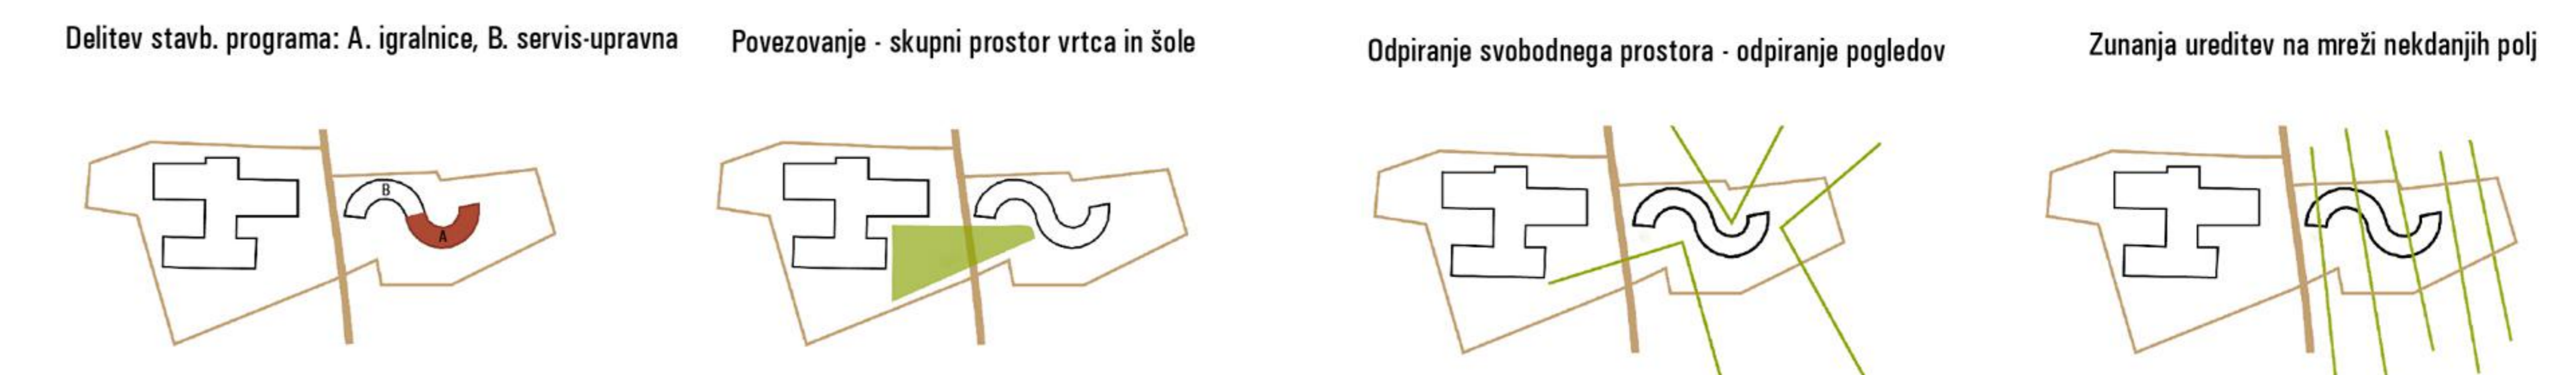 Delitev stavb. programa: A. igralnice, B. servis-upravna
Povezovanje - skupni prostor vrtca in šole
Odpiranje svobodnega prostora - odpiranje pogledov
Zunanja ureditev na mreži nekdanjih polj
B
A